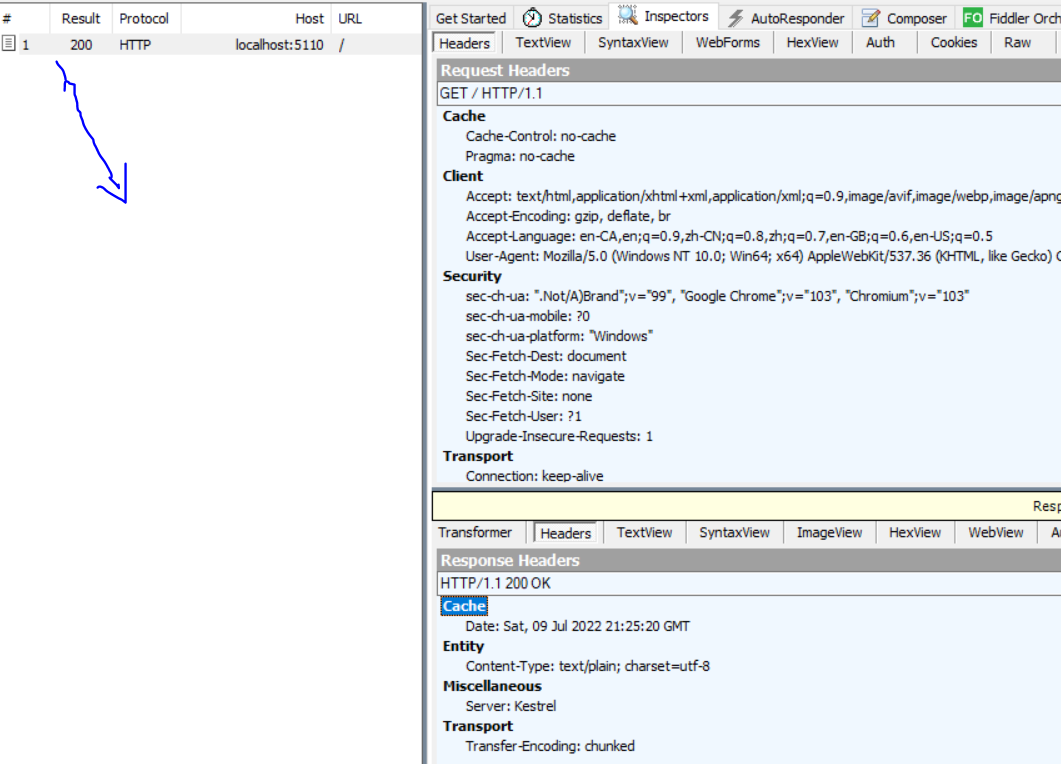 # Result Protocol Host URL
1 200 HTTP localhost:5110 /
Get Started Statistics Inspectors AutoResponder Composer FO Fiddler Orch
Headers TextView SyntaxView WebForms HexView Auth Cookies Raw
Request Headers
GET / HTTP/1.1
Cache
Cache-Control: no-cache
Pragma: no-cache
Client
Accept: text/html,application/xhtml+xml,application/xml;q=0.9,image/avif,image/webp,image/apng
Accept-Encoding: gzip, deflate, br
Accept-Language: en-CA,en;q=0.9,zh-CN;q=0.8,zh;q=0.7,en-GB;q=0.6,en-US;q=0.5
User-Agent: Mozilla/5.0 (Windows NT 10.0; Win64; x64) AppleWebKit/537.36 (KHTML, like Gecko)
Security
sec-ch-ua: ".Not/A)Brand";v="99", "Google Chrome";v="103", "Chromium";v="103"
sec-ch-ua-mobile: ?0
sec-ch-ua-platform: "Windows"
Sec-Fetch-Dest: document
Sec-Fetch-Mode: navigate
Sec-Fetch-Site: none
Sec-Fetch-User: ?1
Upgrade-Insecure-Requests: 1
Transport
Connection: keep-alive
Resp
Transformer Headers TextView SyntaxView ImageView HexView WebView
Response Headers
HTTP/1.1 200 OK
Cache
Date: Sat, 09 Jul 2022 21:25:20 GMT
Entity
Content-Type: text/plain; charset=utf-8
Miscellaneous
Server: Kestrel
Transport
Transfer-Encoding: chunked